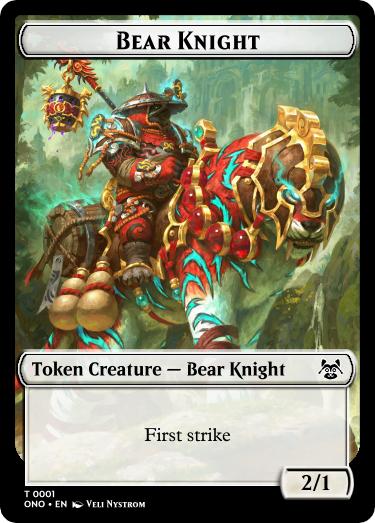 Bear Knight
Token Creature — Bear Knight
First strike
2/1
T 0001
ONO • EN Veli Nystrom